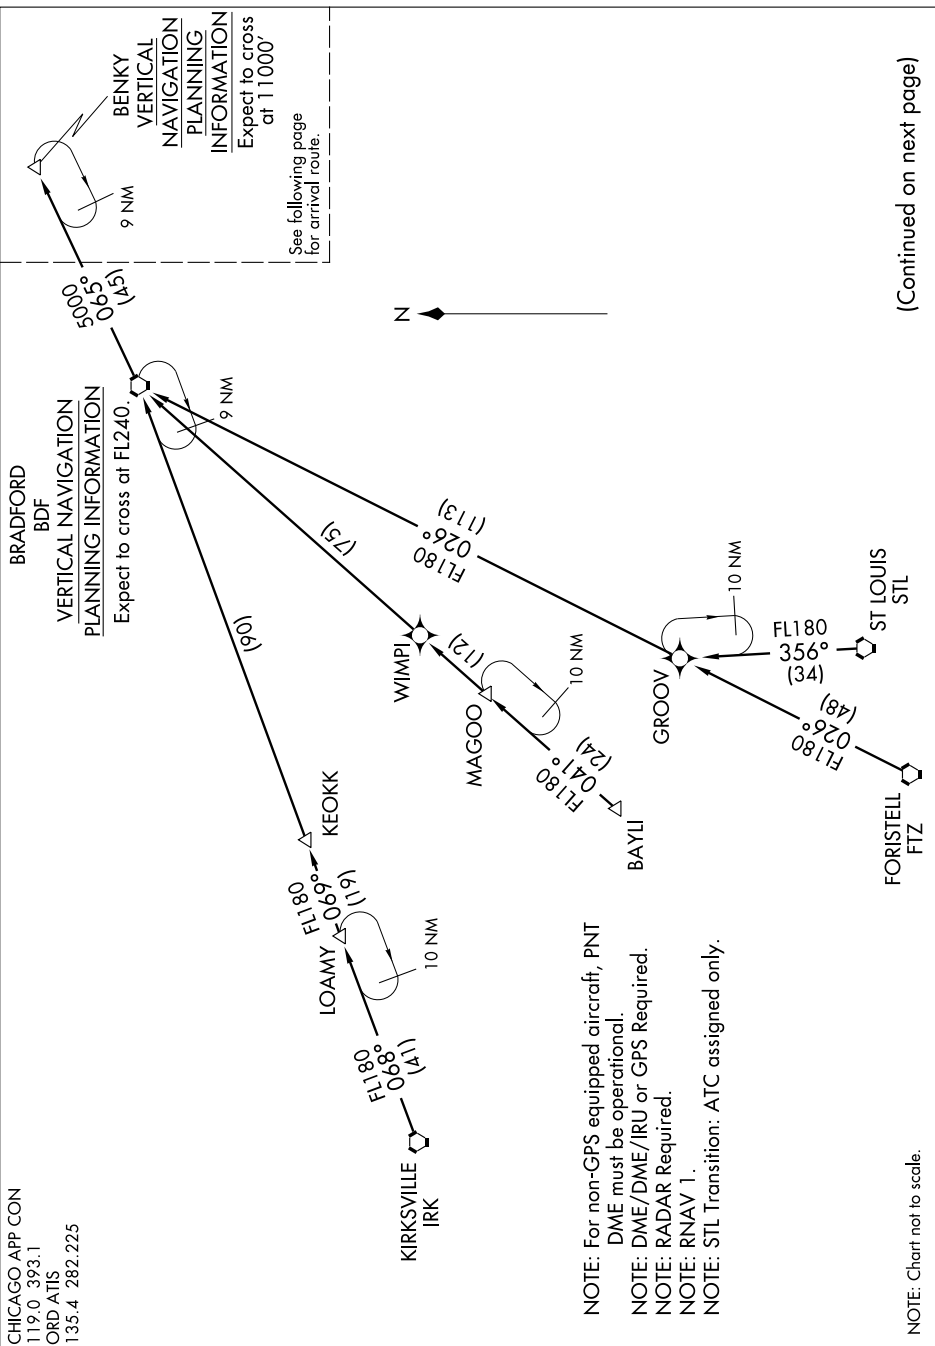 CHICAGO APP CON
119.0 393.1
ORD ATIS
135.4 282.225
BRADFORD
BDF
VERTICAL NAVIGATION
PLANNING INFORMATION
Expect to cross at FL240.
BENKY
VERTICAL
NAVIGATION
PLANNING
INFORMATION
Expect to cross
at 11000'
See following page
for arrival route.
9 NM
5000
065°
(45)
9 NM
N
(90)
(75)
FL180
026°
(113)
KEOKK
FL180
069°
(19)
LOAMY
10 NM
FL180
068°
(41)
KIRKSVILLE
IRK
WIMPI
(12)
MAGOO
10 NM
FL180
041°
(24)
BAYLI
GROOV
10 NM
FL180
356°
(34)
ST LOUIS
STL
FL180
026°
(48)
FORISTELL
FTZ
NOTE: For non-GPS equipped aircraft, PNT
DME must be operational.
NOTE: DME/DME/IRU or GPS Required.
NOTE: RADAR Required.
NOTE: RNAV 1.
NOTE: STL Transition: ATC assigned only.
NOTE: Chart not to scale.
(Continued on next page)